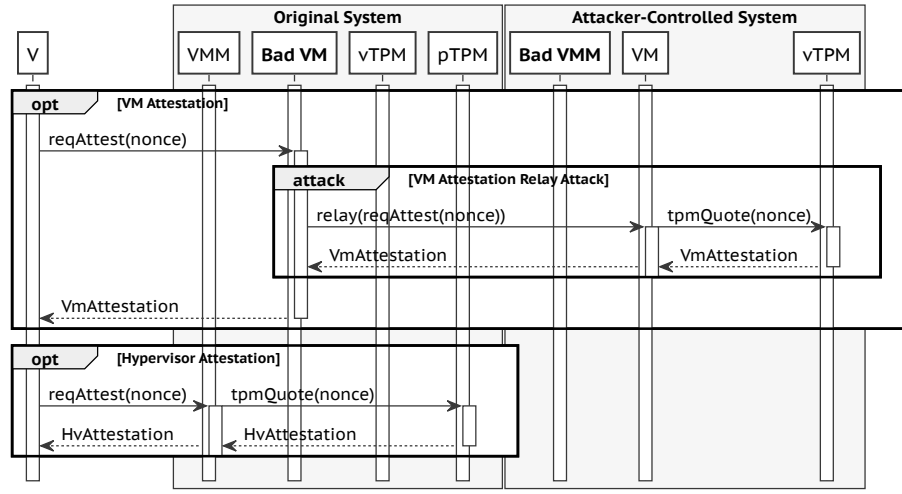 Original System
Attacker-Controlled System
V
VMM
Bad VM
vTPM
pTPM
Bad VMM
VM
vTPM
opt
[VM Attestation]
reqAttest(nonce)
attack
[VM Attestation Relay Attack]
relay(reqAttest(nonce))
tpmQuote(nonce)
VmAttestation
VmAttestation
VmAttestation
opt
[Hypervisor Attestation]
reqAttest(nonce)
tpmQuote(nonce)
HvAttestation
HvAttestation